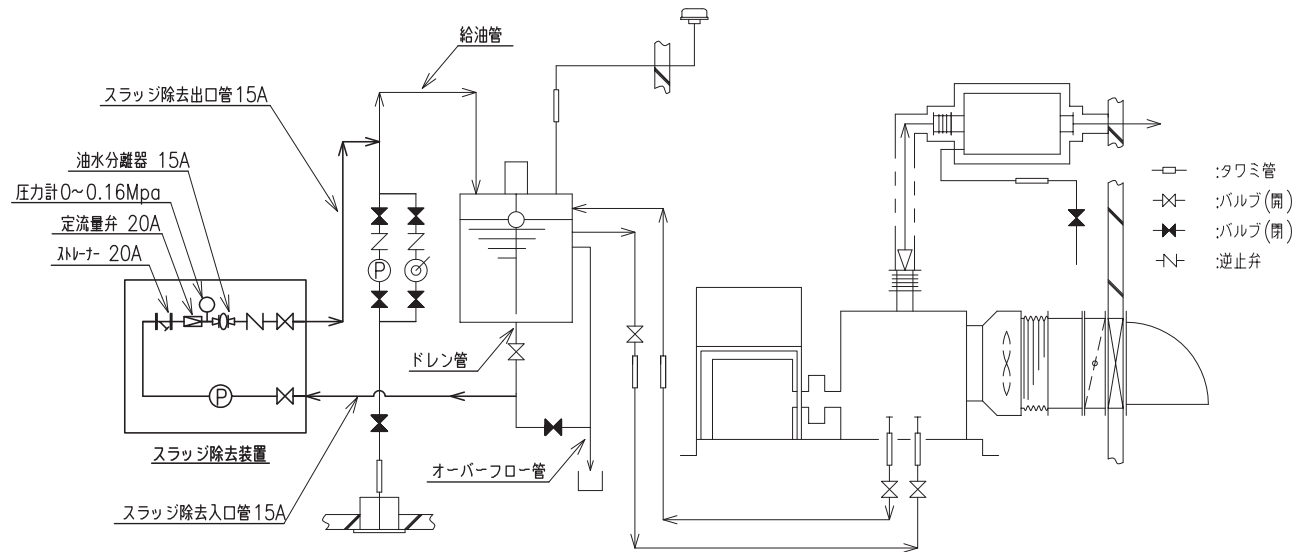 給油管
スラッジ除去出口管15A
油水分離器 15A
圧力計0~0.16Mpa
定流量弁 20A
ストレーナー 20A
:タワミ管
:バルブ(開)
:バルブ(閉)
:逆止弁
P
P
ドレン管
スラッジ除去装置
オーバーフロー管
スラッジ除去入口管15A